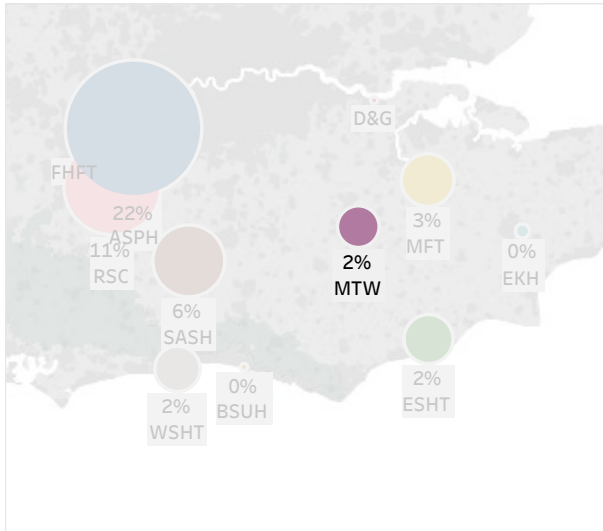 D&G
FHFT
22%
ASPH
11%
RSC
3%
MFT
2%
MTW
0%
EKH
6%
SASH
2%
WSHT
0%
BSUH
2%
ESHT